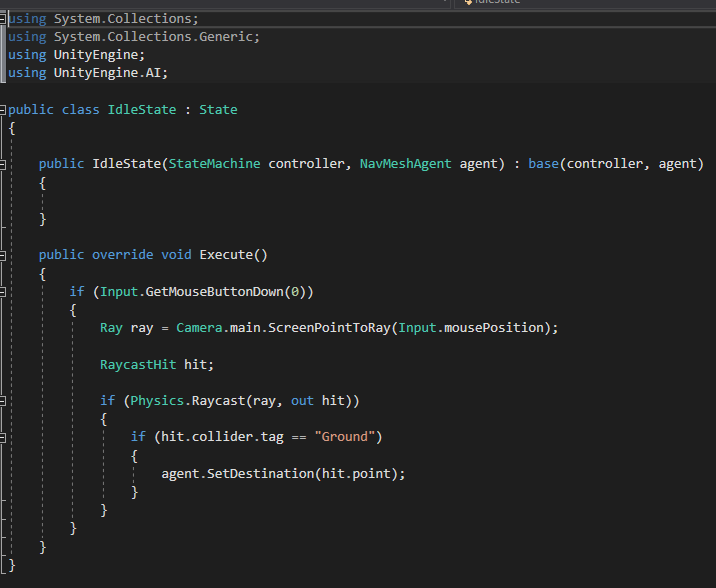 IdleState
using System.Collections;
using System.Collections.Generic;
using UnityEngine;
using UnityEngine.AI;
public class IdleState : State
{
public IdleState(StateMachine controller, NavMeshAgent agent) : base(controller, agent)
{
}
public override void Execute()
{
if (Input.GetMouseButtonDown(0))
{
Ray ray = Camera.main.ScreenPointToRay(Input.mousePosition);
RaycastHit hit;
if (Physics.Raycast(ray, out hit))
{
if (hit.collider.tag == "Ground")
{
agent.SetDestination(hit.point);
}
}
}
}
}